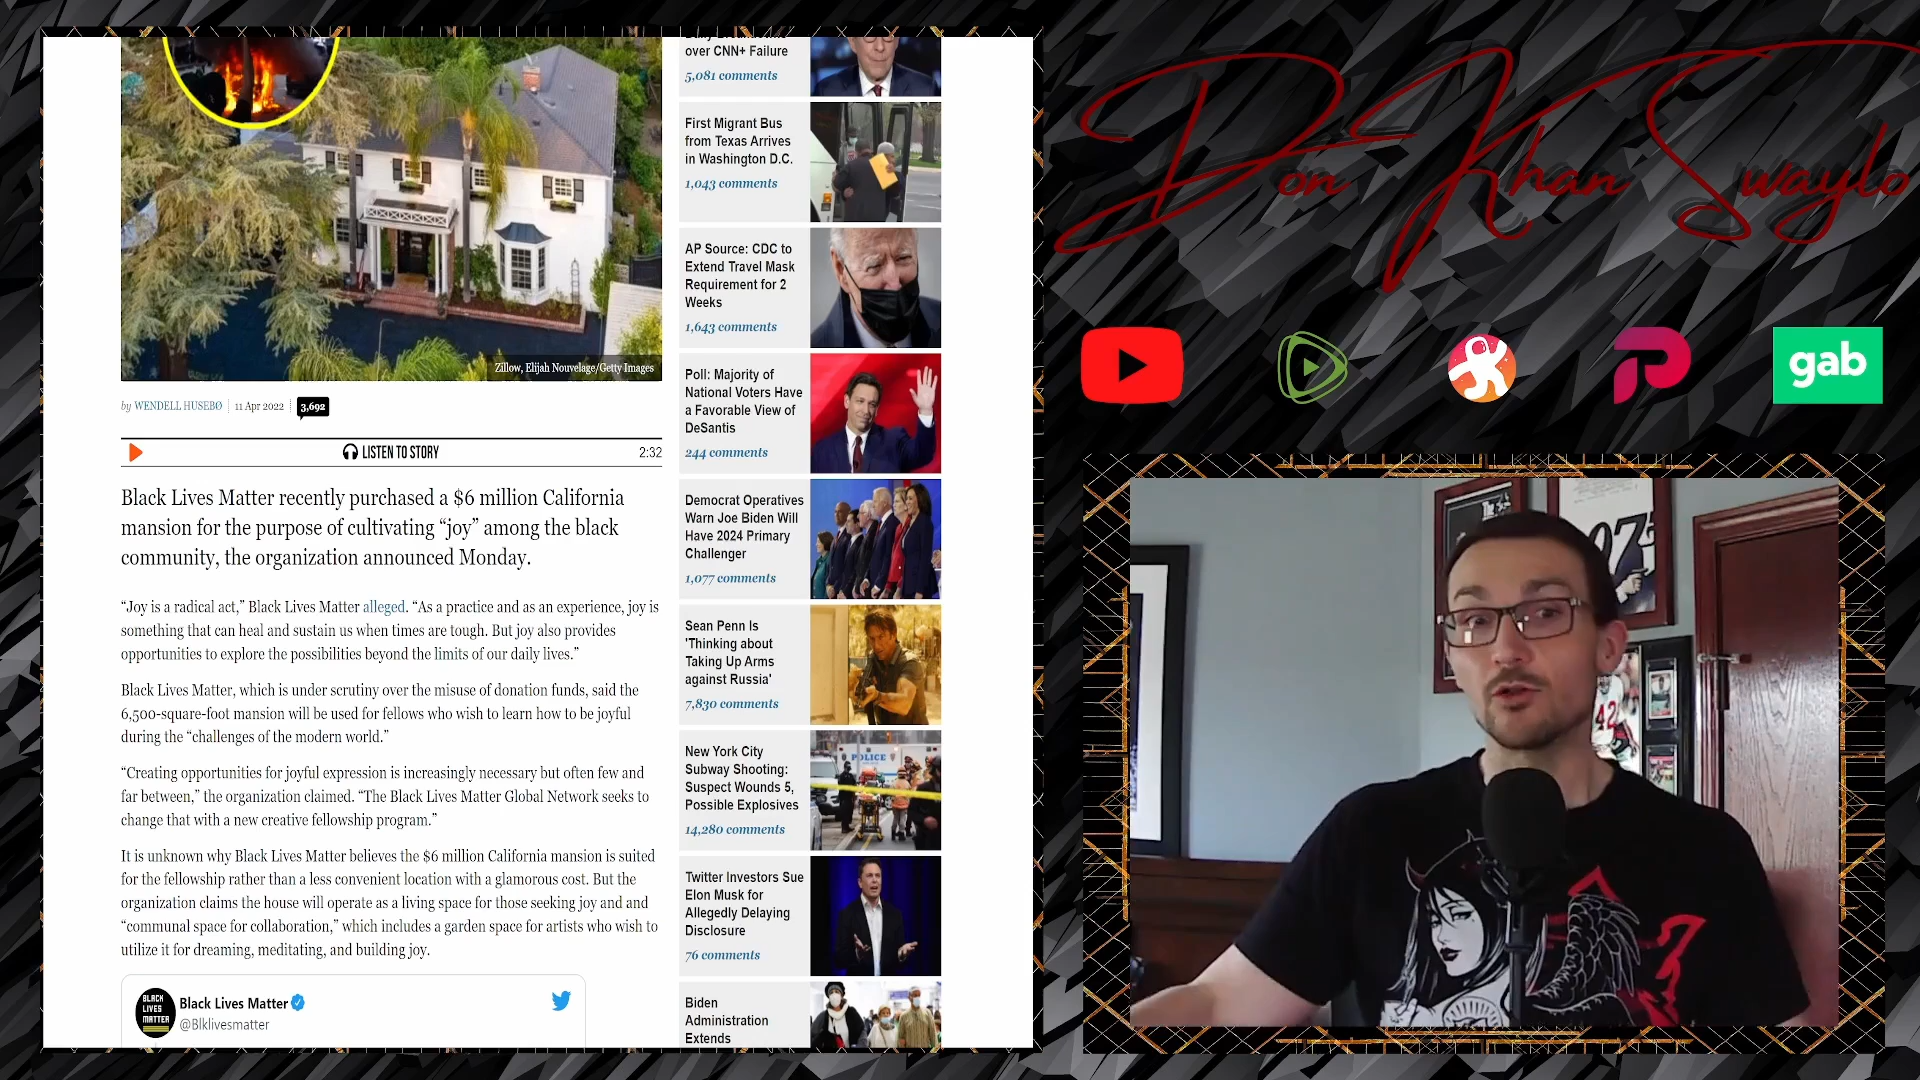 over CNN+ Failure
5,081 comments
First Migrant Bus
from Texas Arrives
in Washington D.C.
1,043 comments
AP Source: CDC to
Extend Travel Mask
Requirement for 2
Weeks
1,643 comments
Poll: Majority of
National Voters Have
a Favorable View of
DeSantis
244 comments
Democrat Operatives
Warn Joe Biden Will
Have 2024 Primary
Challenger
1,077 comments
Sean Penn Is
'Thinking about
Taking Up Arms
against Russia'
7,830 comments
New York City
Subway Shooting:
Suspect Wounds 5,
Possible Explosives
14,280 comments
Twitter Investors Sue
Elon Musk for
Allegedly Delaying
Disclosure
76 comments
Biden
Administration
Extends
POLICE
Zillow, Elijah Nouvelage/Getty Images
by WENDELL HUSEBØ 11 Apr 2022 3,692
LISTEN TO STORY 2:32
Black Lives Matter recently purchased a $6 million California
mansion for the purpose of cultivating “joy” among the black
community, the organization announced Monday.
“Joy is a radical act,” Black Lives Matter alleged. “As a practice and as an experience, joy is
something that can heal and sustain us when times are tough. But joy also provides
opportunities to explore the possibilities beyond the limits of our daily lives.”
Black Lives Matter, which is under scrutiny over the misuse of donation funds, said the
6,500-square-foot mansion will be used for fellows who wish to learn how to be joyful
during the “challenges of the modern world.”
“Creating opportunities for joyful expression is increasingly necessary but often few and
far between,” the organization claimed. “The Black Lives Matter Global Network seeks to
change that with a new creative fellowship program.”
It is unknown why Black Lives Matter believes the $6 million California mansion is suited
for the fellowship rather than a less convenient location with a glamorous cost. But the
organization claims the house will operate as a living space for those seeking joy and and
“communal space for collaboration,” which includes a garden space for artists who wish to
utilize it for dreaming, meditating, and building joy.
BLACK
LIVES
MATTER
Black Lives Matter
@Blklivesmatter
Don Khan Swaylo
gab
97
42